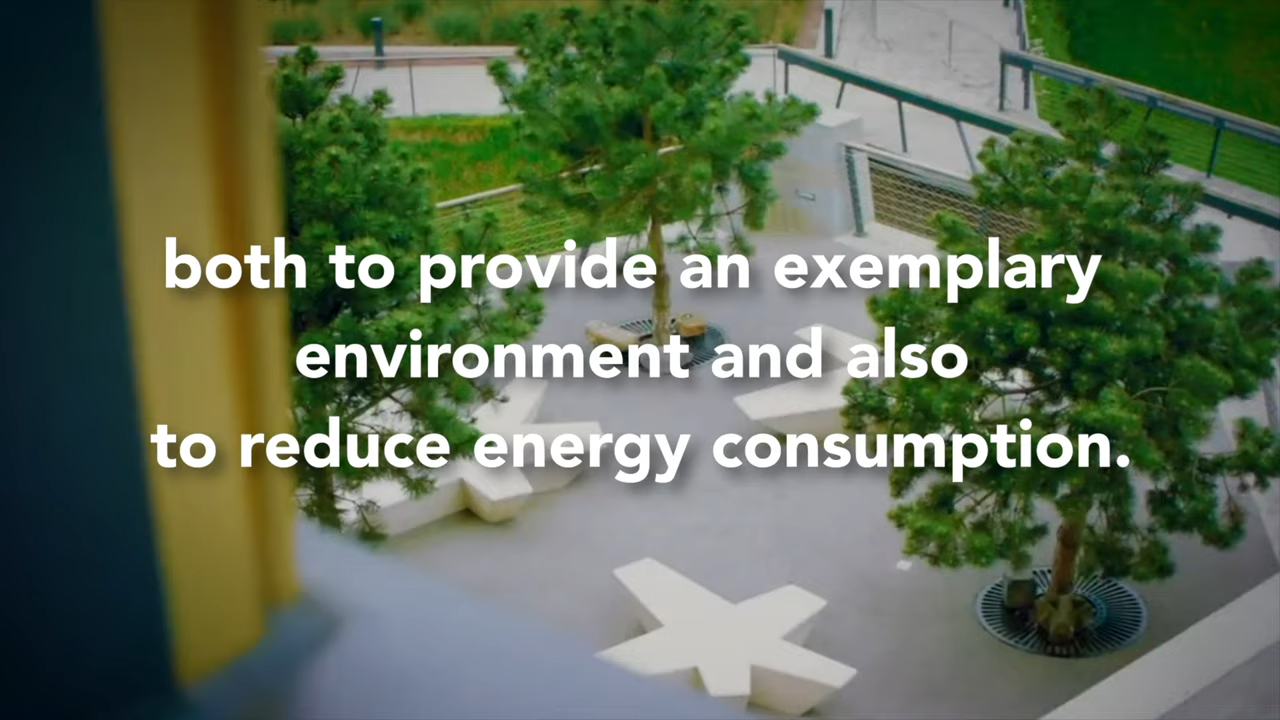 both to provide an exemplary
environment and also
to reduce energy consumption.